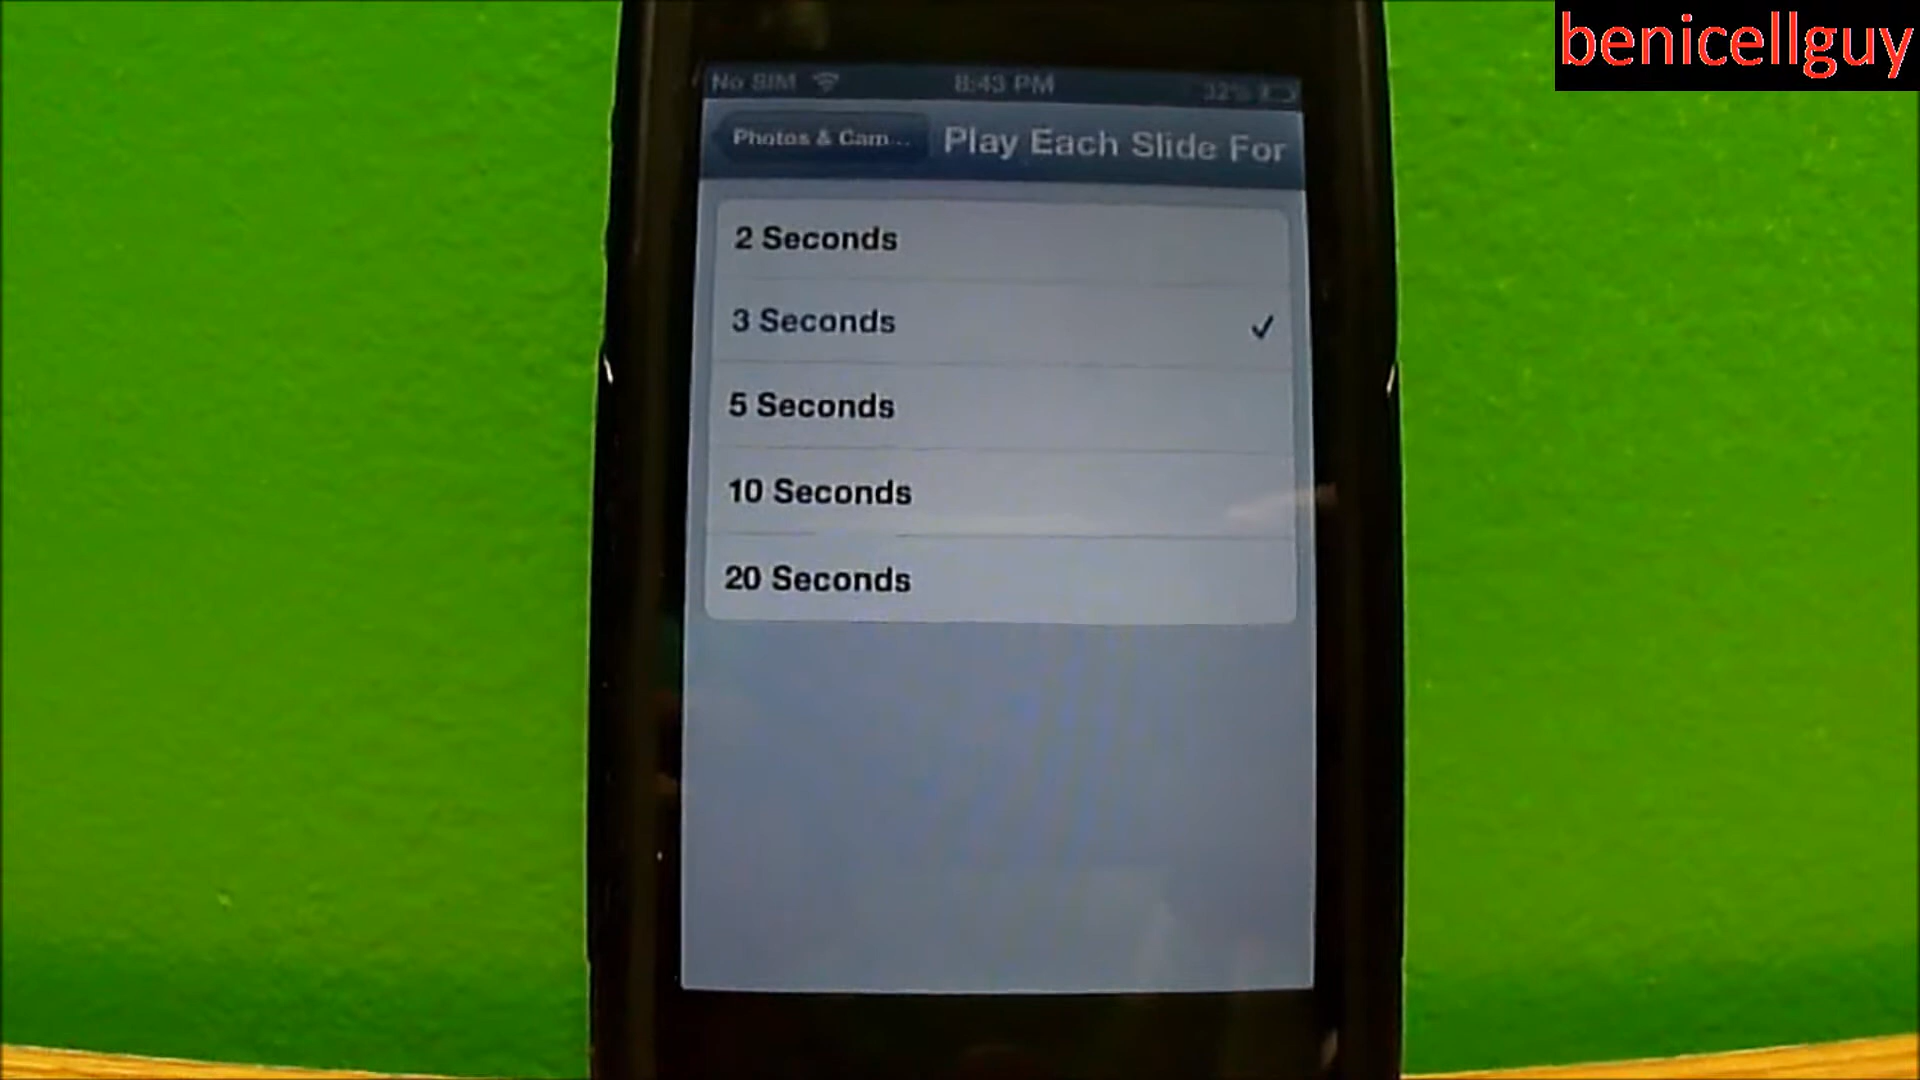 benicellguy
No SIM 8:43 PM 32%
Photos & Cam... Play Each Slide For
2 Seconds
3 Seconds
5 Seconds
10 Seconds
20 Seconds